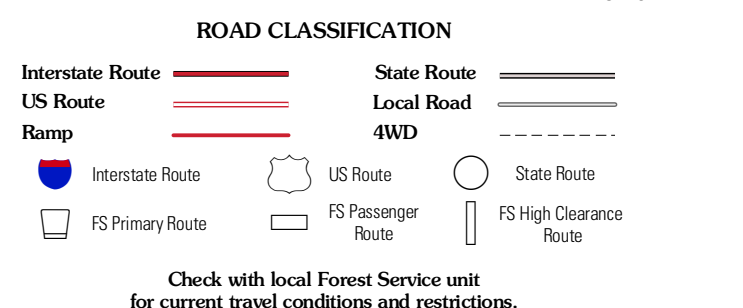 ROAD CLASSIFICATION
Interstate Route
State Route
US Route
Local Road
Ramp
4WD
Interstate Route
US Route
State Route
FS Primary Route
FS Passenger
Route
FS High Clearance
Route
Check with local Forest Service unit
for current travel conditions and restrictions.